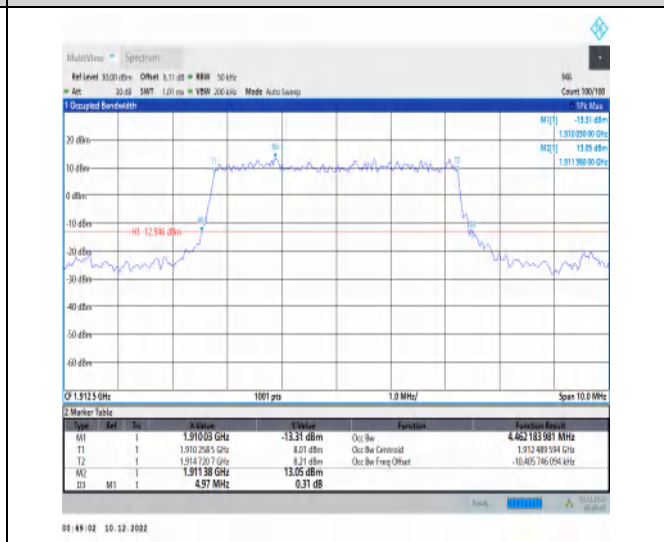 MultiView Spectrum
Ref Level 30.00 dBm Offset 8.11 dB RBW 50 kHz SGL
Att 30 dB SWT 1.01 ms VBW 200 kHz Mode Auto Sweep Count 100/100
1 Occupied Bandwidth 1Pk Max
M1[1] -13.31 dBm
1.910 030 00 GHz
20 dBm M2[1] 13.05 dBm
1.911 380 00 GHz
M2
T1 T2
10 dBm
0 dBm
-10 dBm
H1 -12.946 dBm
-20 dBm
-30 dBm
-40 dBm
-50 dBm
-60 dBm
CF 1.9125 GHz 1001 pts 1.0 MHz/ Span 10.0 MHz
2 Marker Table
Type Ref Trc X-Value Y-Value Function Function Result
M1 1 1.91003 GHz -13.31 dBm Occ Bw 4.462 183 981 MHz
T1 1 1.910 258 5 GHz 8.01 dBm Occ Bw Centroid 1.912 489 594 GHz
T2 1 1.914 720 7 GHz 8.21 dBm Occ Bw Freq Offset -10.405 746 094 kHz
M2 1 1.91138 GHz 13.05 dBm
D3 M1 1 4.97 MHz 0.31 dB
Ready
00:49:02 10.12.2022